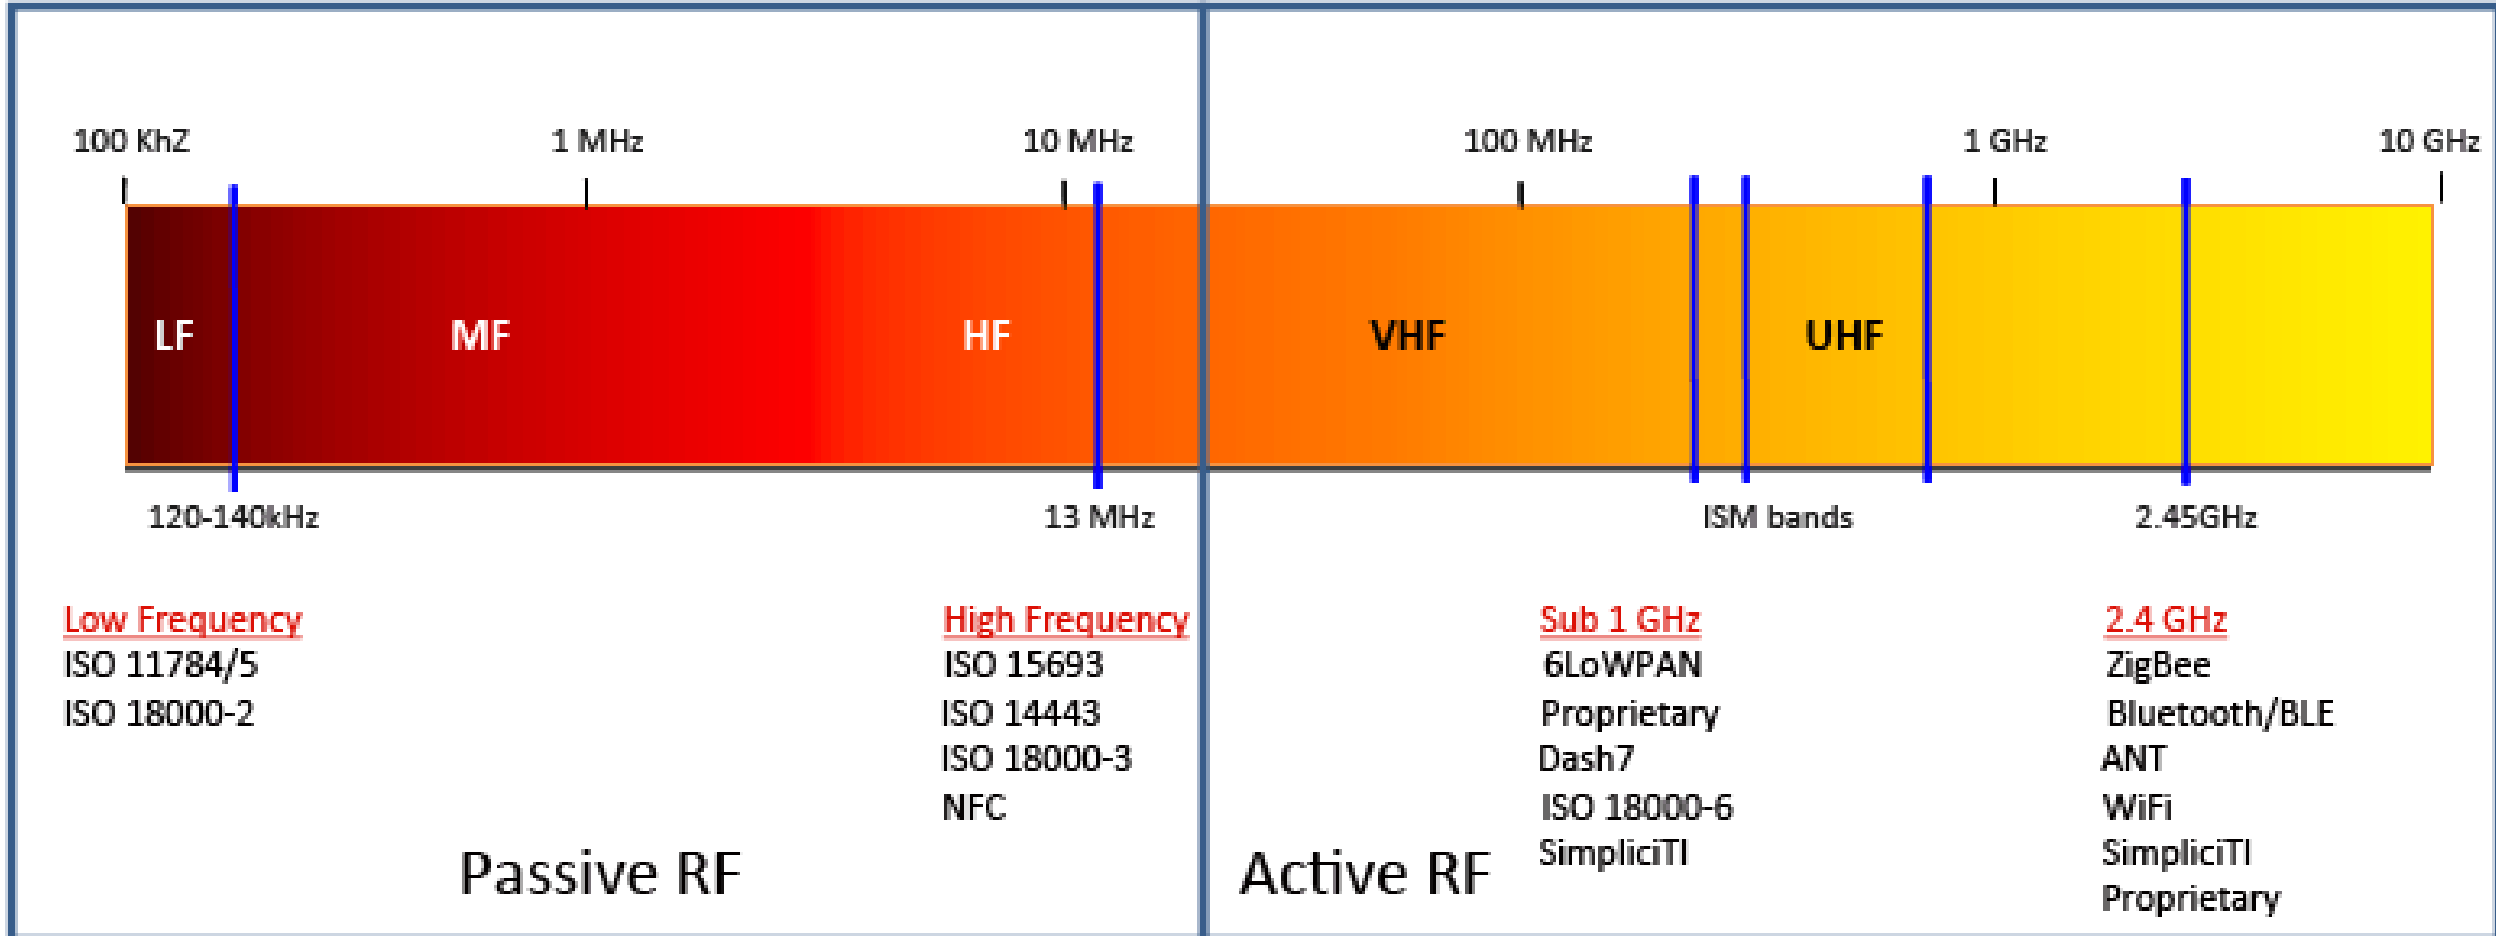 100 KhZ
1 MHz
10 MHz
100 MHz
1 GHz
10 GHz
LF
MF
HF
VHF
UHF
120-140kHz
13 MHz
ISM bands
2.45GHz
Low Frequency
ISO 11784/5
ISO 18000-2
High Frequency
ISO 15693
ISO 14443
ISO 18000-3
NFC
Sub 1 GHz
6LoWPAN
Proprietary
Dash7
ISO 18000-6
SimpliciTI
2.4 GHz
ZigBee
Bluetooth/BLE
ANT
WiFi
SimpliciTI
Proprietary
Passive RF
Active RF